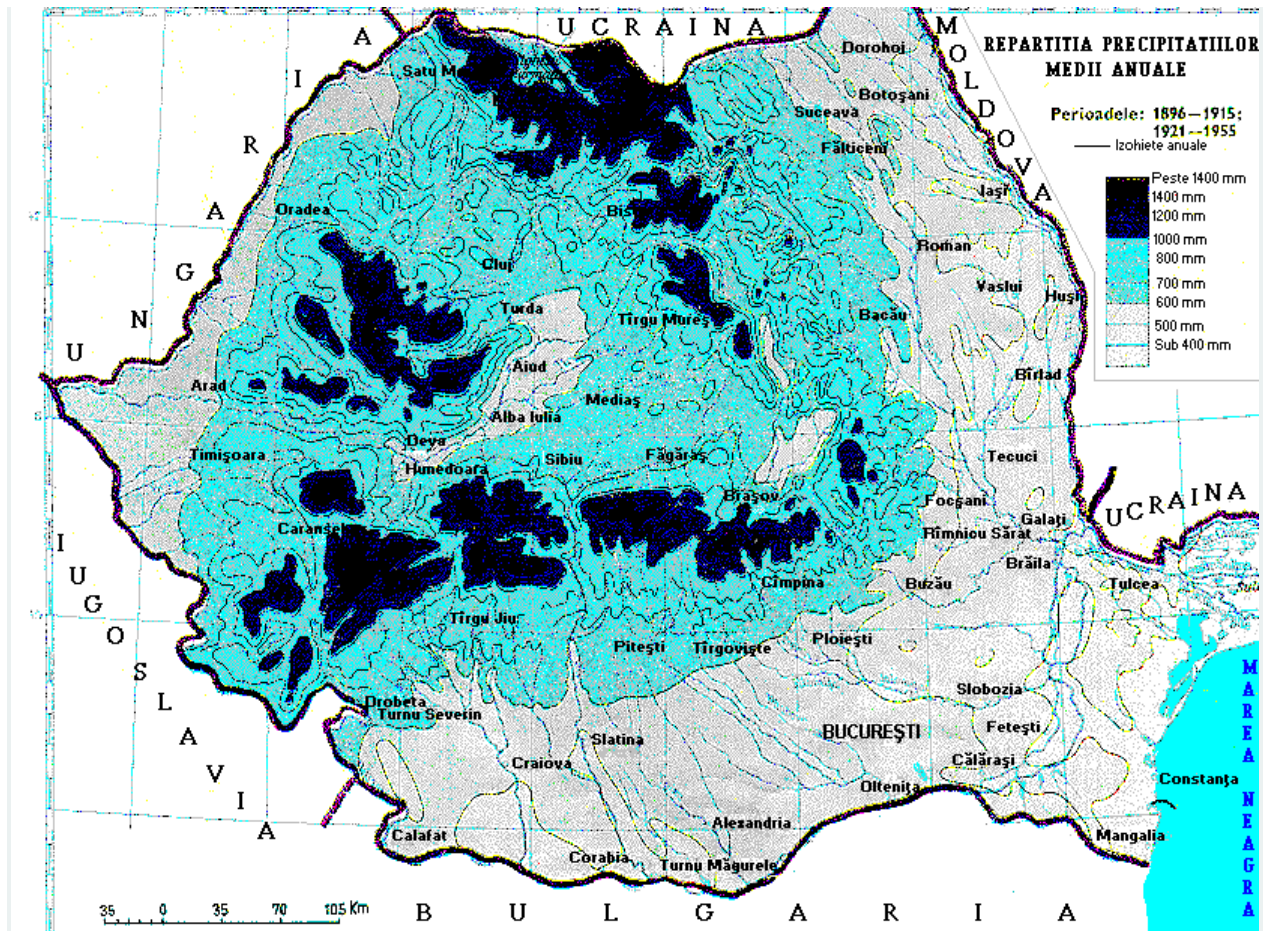 UCRAINA
MOLDOVA
UNGARIA
REPARTITIA PRECIPITATIILOR
MEDII ANUALE
Perioadele: 1896—1915;
1921--1955
Izohiete anuale
Peste 1400 mm
1400 mm
1200 mm
1000 mm
800 mm
700 mm
600 mm
500 mm
Sub 400 mm
Dorohoi
Satu M
Botoşani
Suceava
Fălticeni
Iaşi
Oradea
Bis
Roman
Cluj
Vaslui
Huşi
Turda
Tîrgu Mureş
Bacău
Aiud
Bîrlad
Arad
Mediaş
Alba Iulia
Deva
Timişoara
Sibiu
Făgăraş
Tecuci
Hunedoara
Braşov
Focşani
UCRAINA
Galaţi
Caranse
Rîmnicu Sărat
Brăila
Cîmpina
Buzău
Tulcea
Tîrgu Jiu
Ploieşti
Piteşti
Tîrgovişte
IUGOSLAVIA
Slobozia
Drobeta
Turnu Severin
Feteşti
BUCUREŞTI
Slatina
Călăraşi
Craiova
Constanţa
Olteniţa
MAREA NEAGRA
Alexandria
Calafat
Mangalia
Corabia
Turnu Măgurele
35 0 35 70 105 Km
BULGARIA